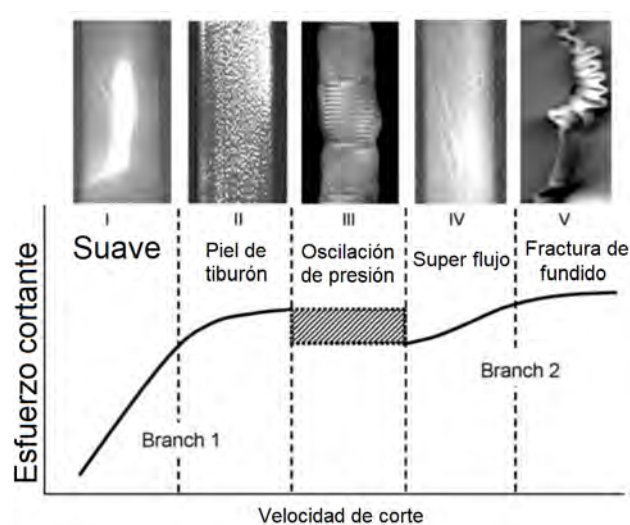 I
II
III
IV
V
Suave
Piel de
tiburón
Oscilación
de presión
Super flujo
Fractura de
fundido
Esfuerzo cortante
Branch 1
Branch 2
Velocidad de corte